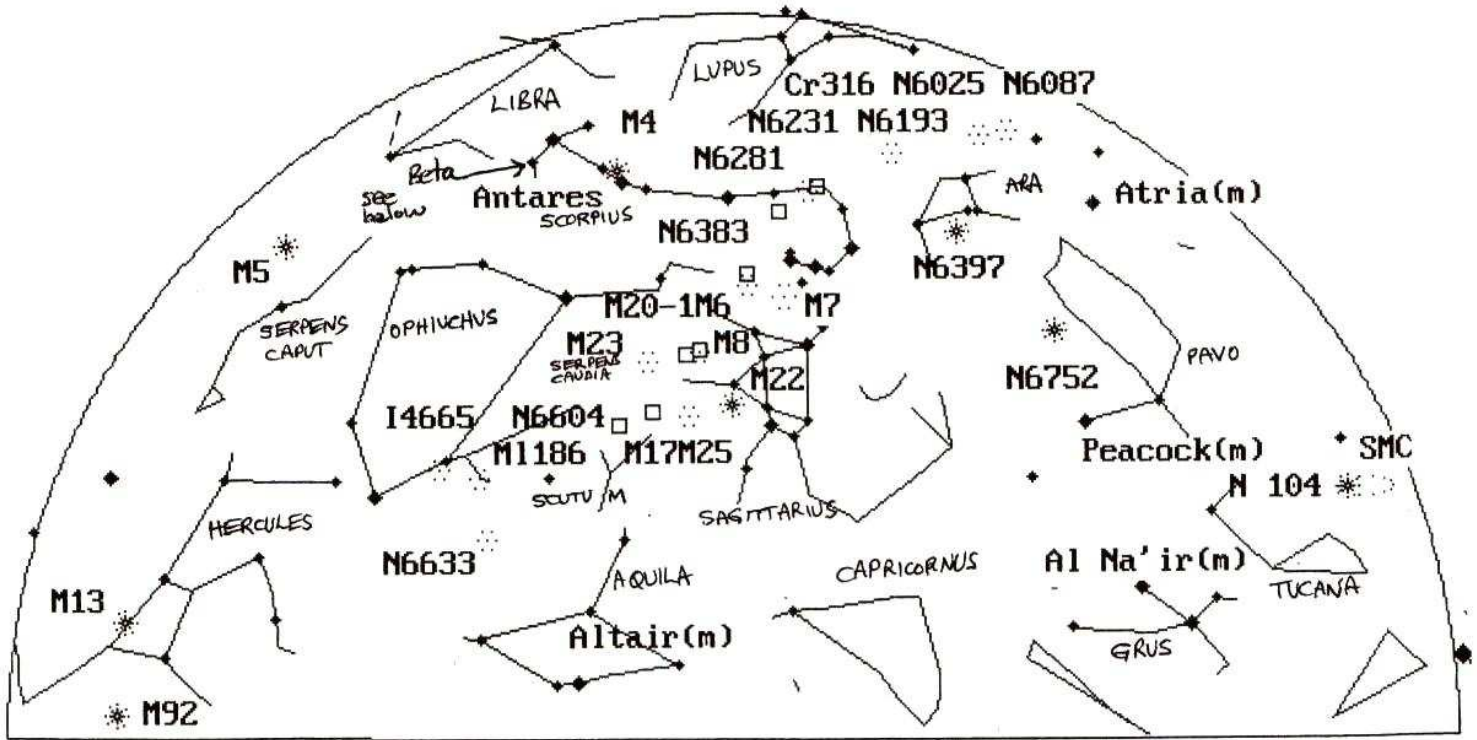 LUPUS
LIBRA
Cr316 N6025 N6087
M4
N6231 N6193
N6281
Beta
see
below
Antares
SCORPIUS
ARA
Atria(m)
N6383
M5
N6397
M20-1M6
M7
SERPENS
CAPUT
OPHIUCHUS
M23
M8
SERPENS
CAUDIA
M22
PAVO
N6752
I4665
N6604
M1186
M17M25
Peacock(m)
SMC
N 104
SCUTUM
SAGITTARIUS
HERCULES
N6633
AQUILA
CAPRICORNUS
Al Na'ir(m)
TUCANA
M13
Altair(m)
GRUS
M92